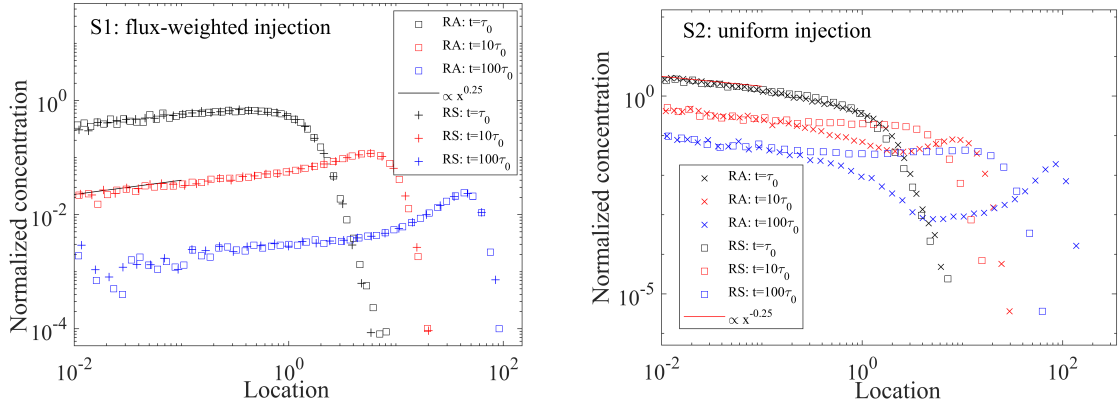 S1: flux-weighted injection
RA: t=τ₀
RA: t=10τ₀
RA: t=100τ₀
∝ x^0.25
RS: t=τ₀
RS: t=10τ₀
RS: t=100τ₀
Normalized concentration
10^0
10^-2
10^-4
10^-2
10^0
10^2
Location
S2: uniform injection
RA: t=τ₀
RA: t=10τ₀
RA: t=100τ₀
RS: t=τ₀
RS: t=10τ₀
RS: t=100τ₀
∝ x^-0.25
Normalized concentration
10^0
10^-5
10^-2
10^0
10^2
Location